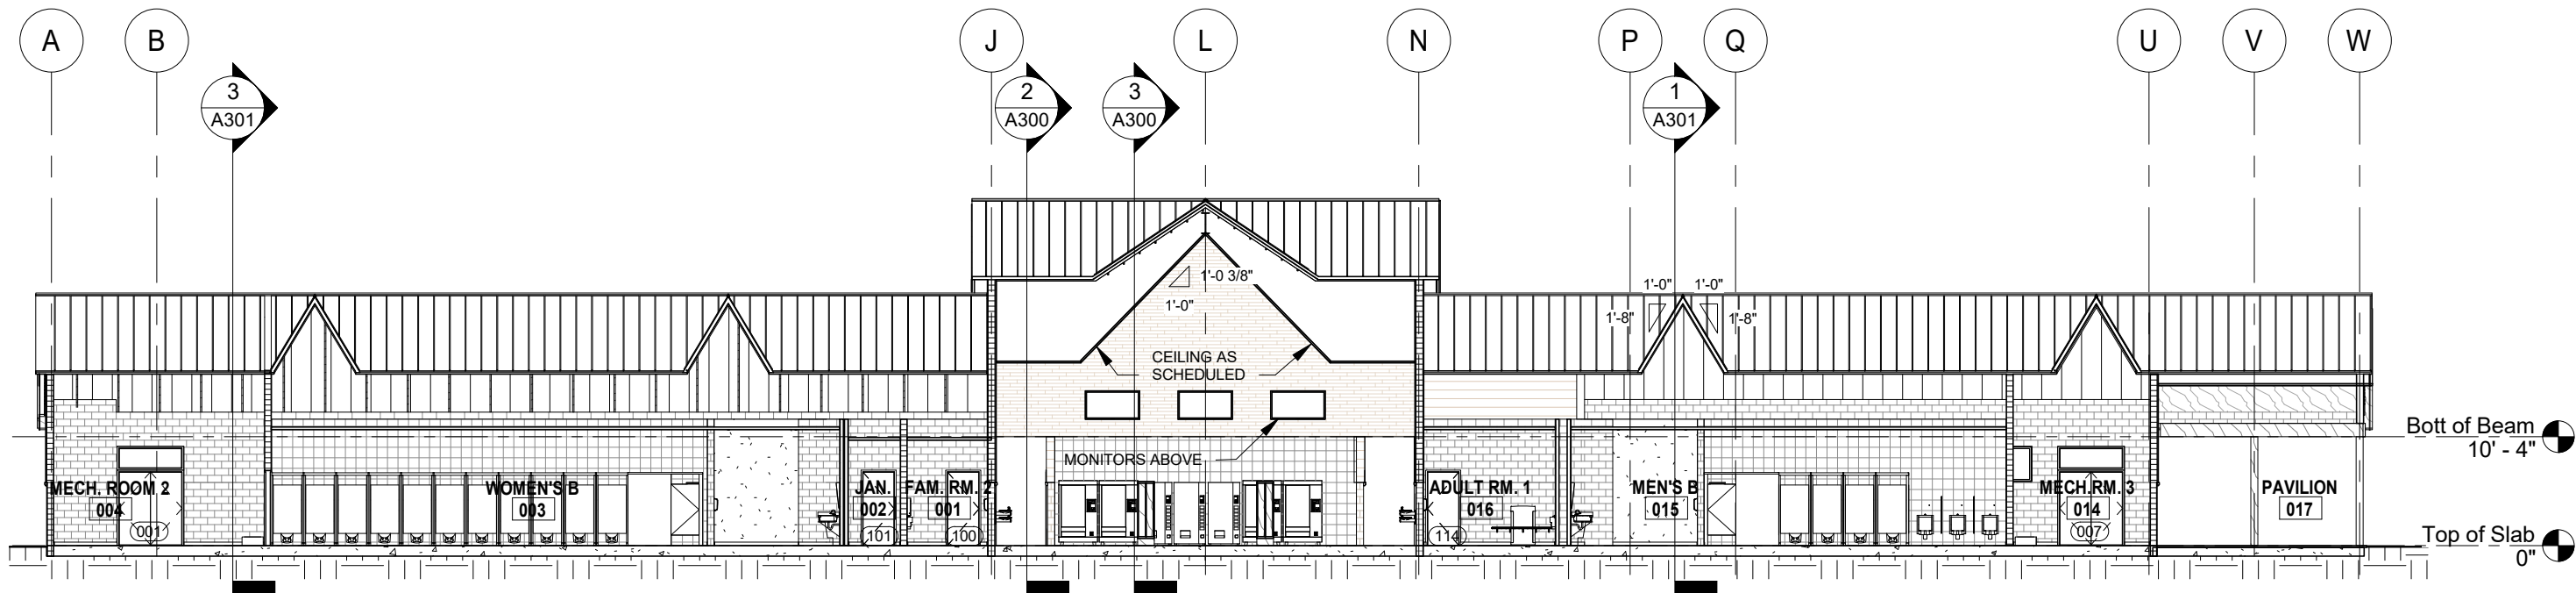 A B J L N P Q U V W
3 2 3 1
A301 A300 A300 A301
1'-0 3/8"
1'-0"
1'-0" 1'-0"
1'-8" 1'-8"
CEILING AS
SCHEDULED
MONITORS ABOVE
Bott of Beam
10' - 4"
MECH. ROOM 2 WOMEN'S B JAN. FAM. RM. 2 ADULT RM. 1 MEN'S B MECH.RM. 3 PAVILION
004 003 002 001 016 015 014 017
001 101 100 114 007
Top of Slab
0"